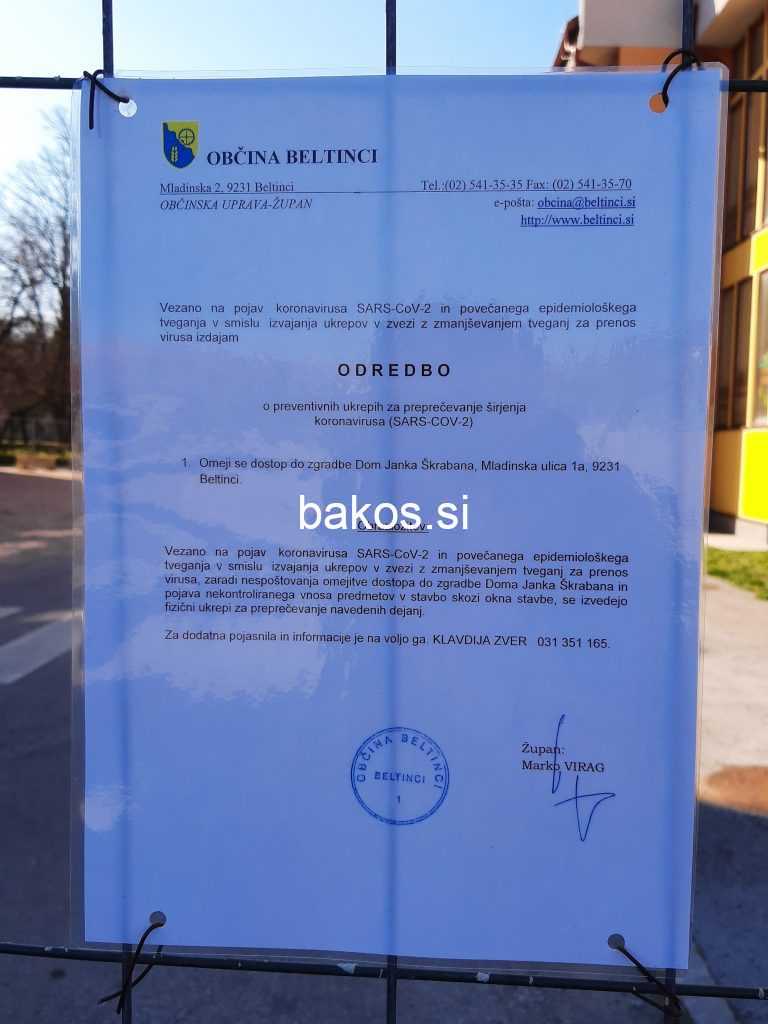 OBČINA BELTINCI
Mladinska 2, 9231 Beltinci Tel.:(02) 541-35-35 Fax: (02) 541-35-70
OBČINSKA UPRAVA-ŽUPAN e-pošta: obcina@beltinci.si
http://www.beltinci.si
Vezano na pojav koronavirusa SARS-CoV-2 in povečanega epidemiološkega
tveganja v smislu izvajanja ukrepov v zvezi z zmanjševanjem tveganj za prenos
virusa izdajam
ODREDBO
o preventivnih ukrepih za preprečevanje širjenja
koronavirusa (SARS-COV-2)
1. Omeji se dostop do zgradbe Dom Janka Škrabana, Mladinska ulica 1a, 9231
Beltinci.
bakos.si
Vezano na pojav koronavirusa SARS-CoV-2 in povečanega epidemiološkega
tveganja v smislu izvajanja ukrepov v zvezi z zmanjševanjem tveganj za prenos
virusa, zaradi nespoštovanja omejitve dostopa do zgradbe Doma Janka Škrabana in
pojava nekontroliranega vnosa predmetov v stavbo skozi okna stavbe, se izvedejo
fizični ukrepi za preprečevanje navedenih dejanj.
Za dodatna pojasnila in informacije je na voljo ga. KLAVDIJA ZVER 031 351 165.
OBČINA BELTINCI
BELTINCI
1
Župan:
Marko VIRAG